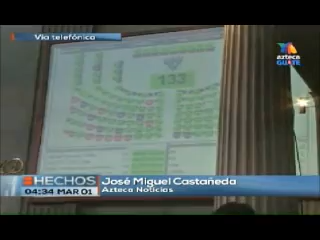 Vía telefónica
azteca
GUATE
133
HECHOS
José Miguel Castañeda
04:34 MAR 01
Azteca Noticias